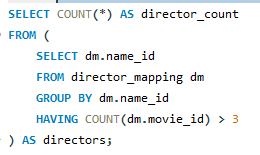 SELECT COUNT(*) AS director_count
FROM (
    SELECT dm.name_id
    FROM director_mapping dm
    GROUP BY dm.name_id
    HAVING COUNT(dm.movie_id) > 3
) AS directors;